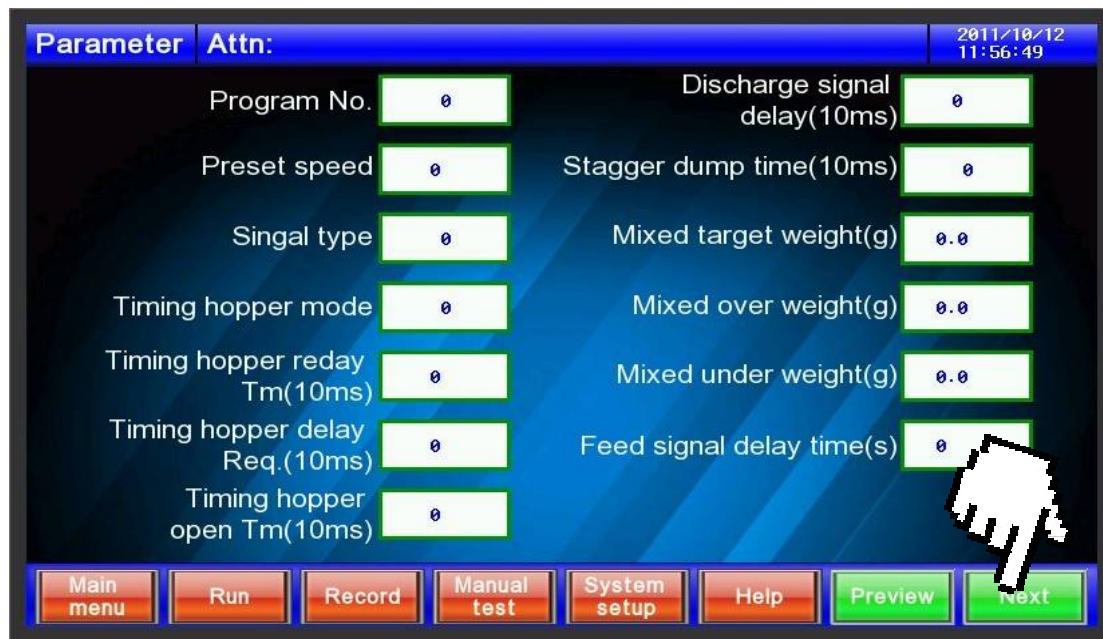 Parameter Attn:
2011/10/12
11:56:49
Program No. 0
Preset speed 0
Singal type 0
Timing hopper mode 0
Timing hopper reday
Tm(10ms) 0
Timing hopper delay
Req.(10ms) 0
Timing hopper
open Tm(10ms) 0
Discharge signal
delay(10ms) 0
Stagger dump time(10ms) 0
Mixed target weight(g) 0.0
Mixed over weight(g) 0.0
Mixed under weight(g) 0.0
Feed signal delay time(s) 0
Main
menu
Run
Record
Manual
test
System
setup
Help
Preview
Next